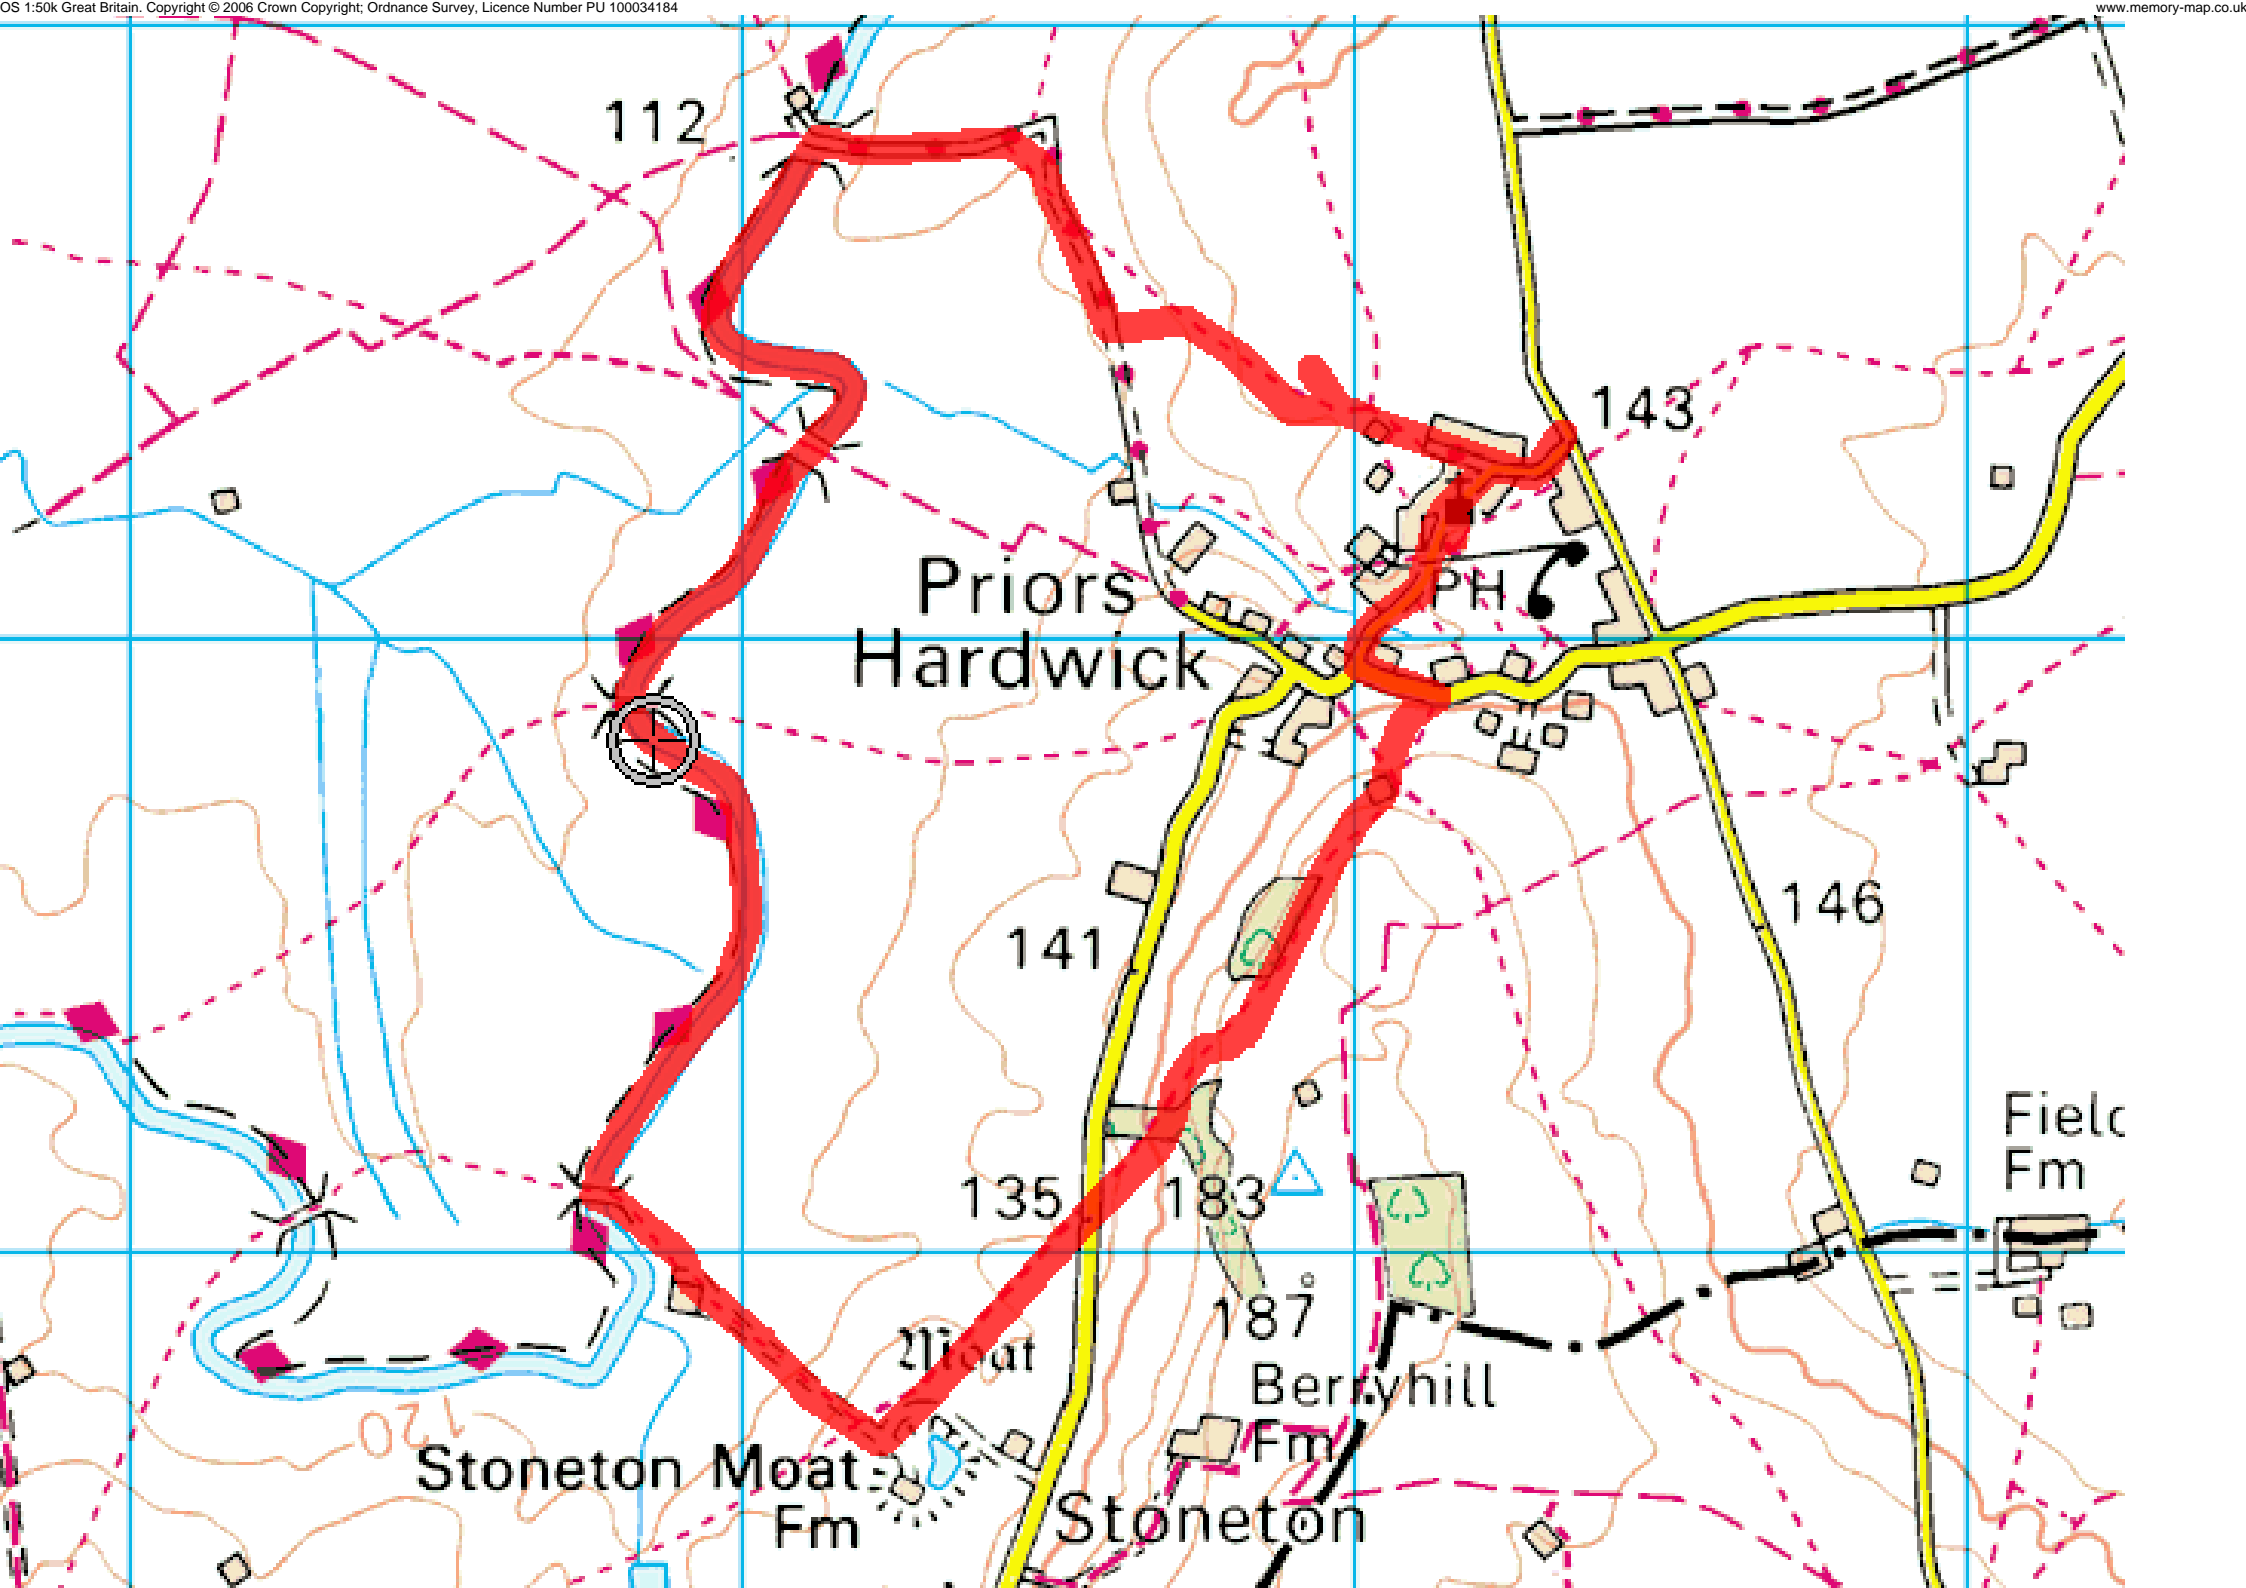 OS 1:50k Great Britain. Copyright © 2006 Crown Copyright; Ordnance Survey, Licence Number PU 100034184
www.memory-map.co.uk
112
143
Priors
Hardwick
PH
146
141
Field
Fm
135
183
187
Moat
Berryhill
Fm
120
Stoneton Moat
Fm
Stoneton